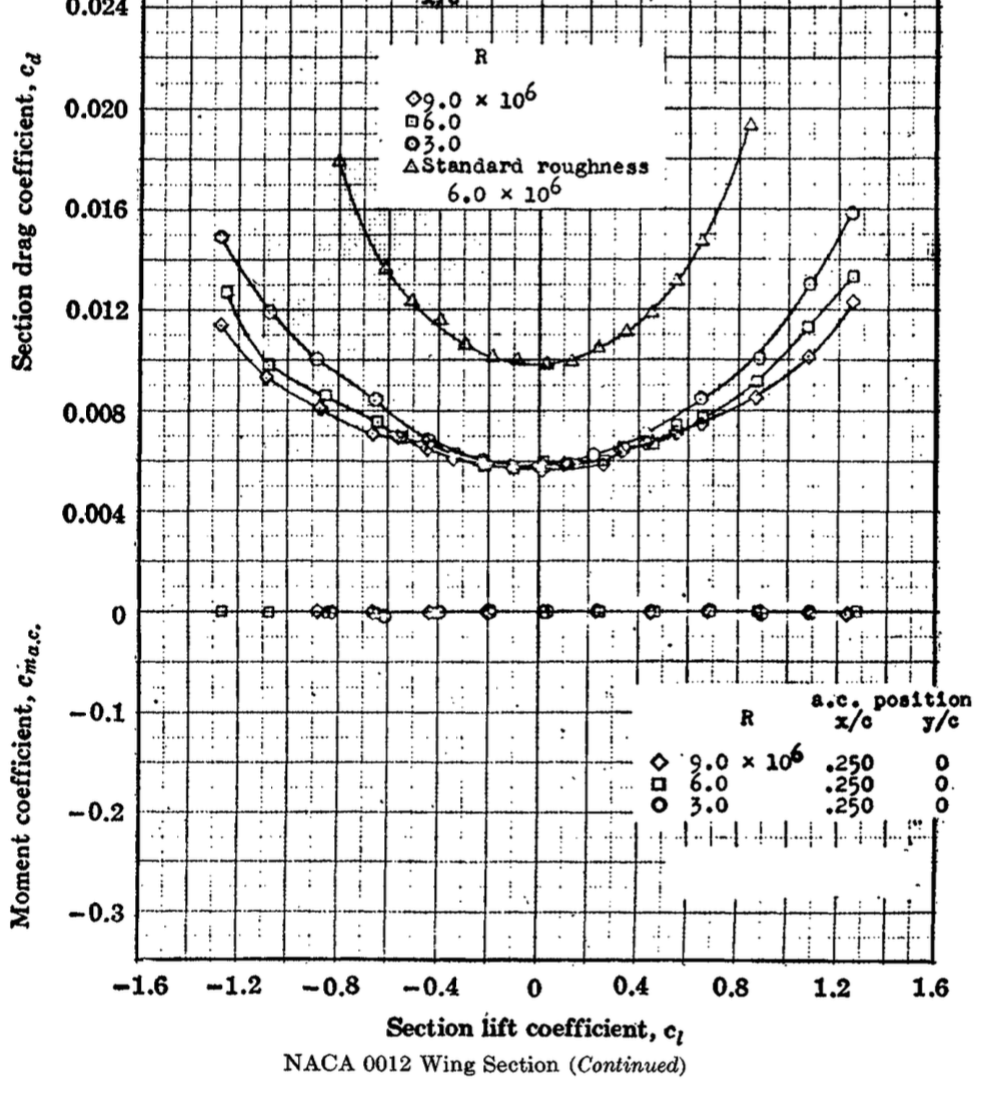 x/c
0.024
R
◇9.0 × 10⁶
□6.0
○3.0
△Standard roughness
6.0 × 10⁶
0.020
0.016
0.012
0.008
0.004
0
−0.1
−0.2
−0.3
Section drag coefficient, c_d
Moment coefficient, c_m a.c.
a.c. position
R x/c y/c
◇ 9.0 × 10⁶ .250 0
□ 6.0 .250 0
○ 3.0 .250 0
−1.6 −1.2 −0.8 −0.4 0 0.4 0.8 1.2 1.6
Section lift coefficient, c_l
NACA 0012 Wing Section (Continued)